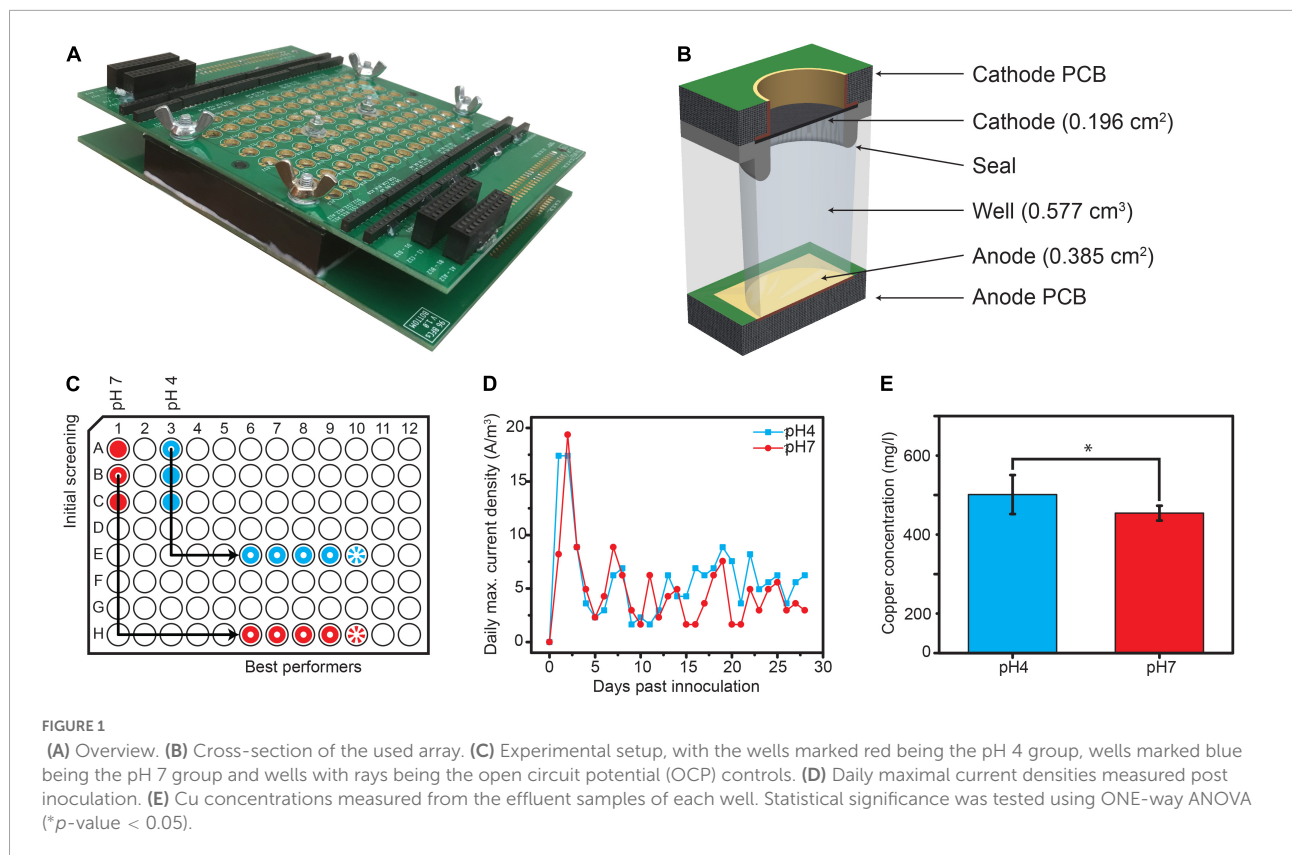 A
96 BFCs
V 1.0
BOTTOM
B
Cathode PCB
Cathode (0.196 cm²)
Seal
Well (0.577 cm³)
Anode (0.385 cm²)
Anode PCB
C
pH 7
pH 4
1 2 3 4 5 6 7 8 9 10 11 12
Initial screening
A
B
C
D
E
F
G
H
Best performers
D
Daily max. current density (A/m³)
20
15
10
5
0
pH4
pH7
0 5 10 15 20 25 30
Days past innoculation
E
Copper concentration (mg/l)
600
400
200
0
*
pH4 pH7
FIGURE 1
(A) Overview. (B) Cross-section of the used array. (C) Experimental setup, with the wells marked red being the pH 4 group, wells marked blue
being the pH 7 group and wells with rays being the open circuit potential (OCP) controls. (D) Daily maximal current densities measured post
inoculation. (E) Cu concentrations measured from the effluent samples of each well. Statistical significance was tested using ONE-way ANOVA
(*p-value < 0.05).